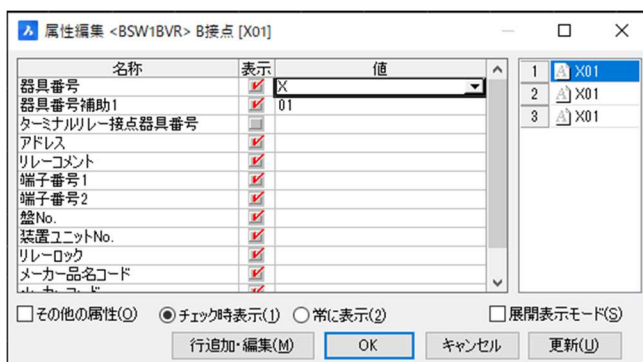 属性編集 <BSW1BVR> B接点 [X01]
名称 表示 値
器具番号 X
器具番号補助1 01
ターミナルリレー接点器具番号
アドレス
リレーコメント
端子番号1
端子番号2
盤No.
装置ユニットNo.
リレーロック
メーカー品名コード
1 X01
2 X01
3 X01
その他の属性(O) チェック時表示(1) 常に表示(2) 展開表示モード(S)
行追加・編集(M) OK キャンセル 更新(U)